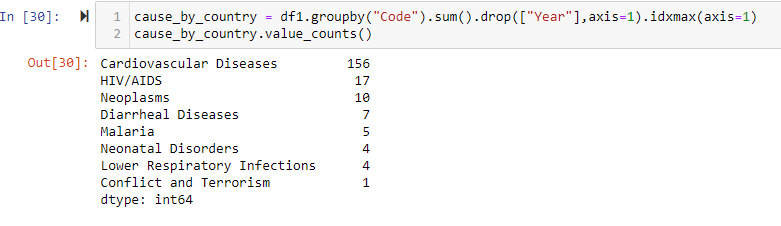 In [30]:
1 cause_by_country = df1.groupby("Code").sum().drop(["Year"],axis=1).idxmax(axis=1)
2 cause_by_country.value_counts()
Out[30]: Cardiovascular Diseases 156
HIV/AIDS 17
Neoplasms 10
Diarrheal Diseases 7
Malaria 5
Neonatal Disorders 4
Lower Respiratory Infections 4
Conflict and Terrorism 1
dtype: int64